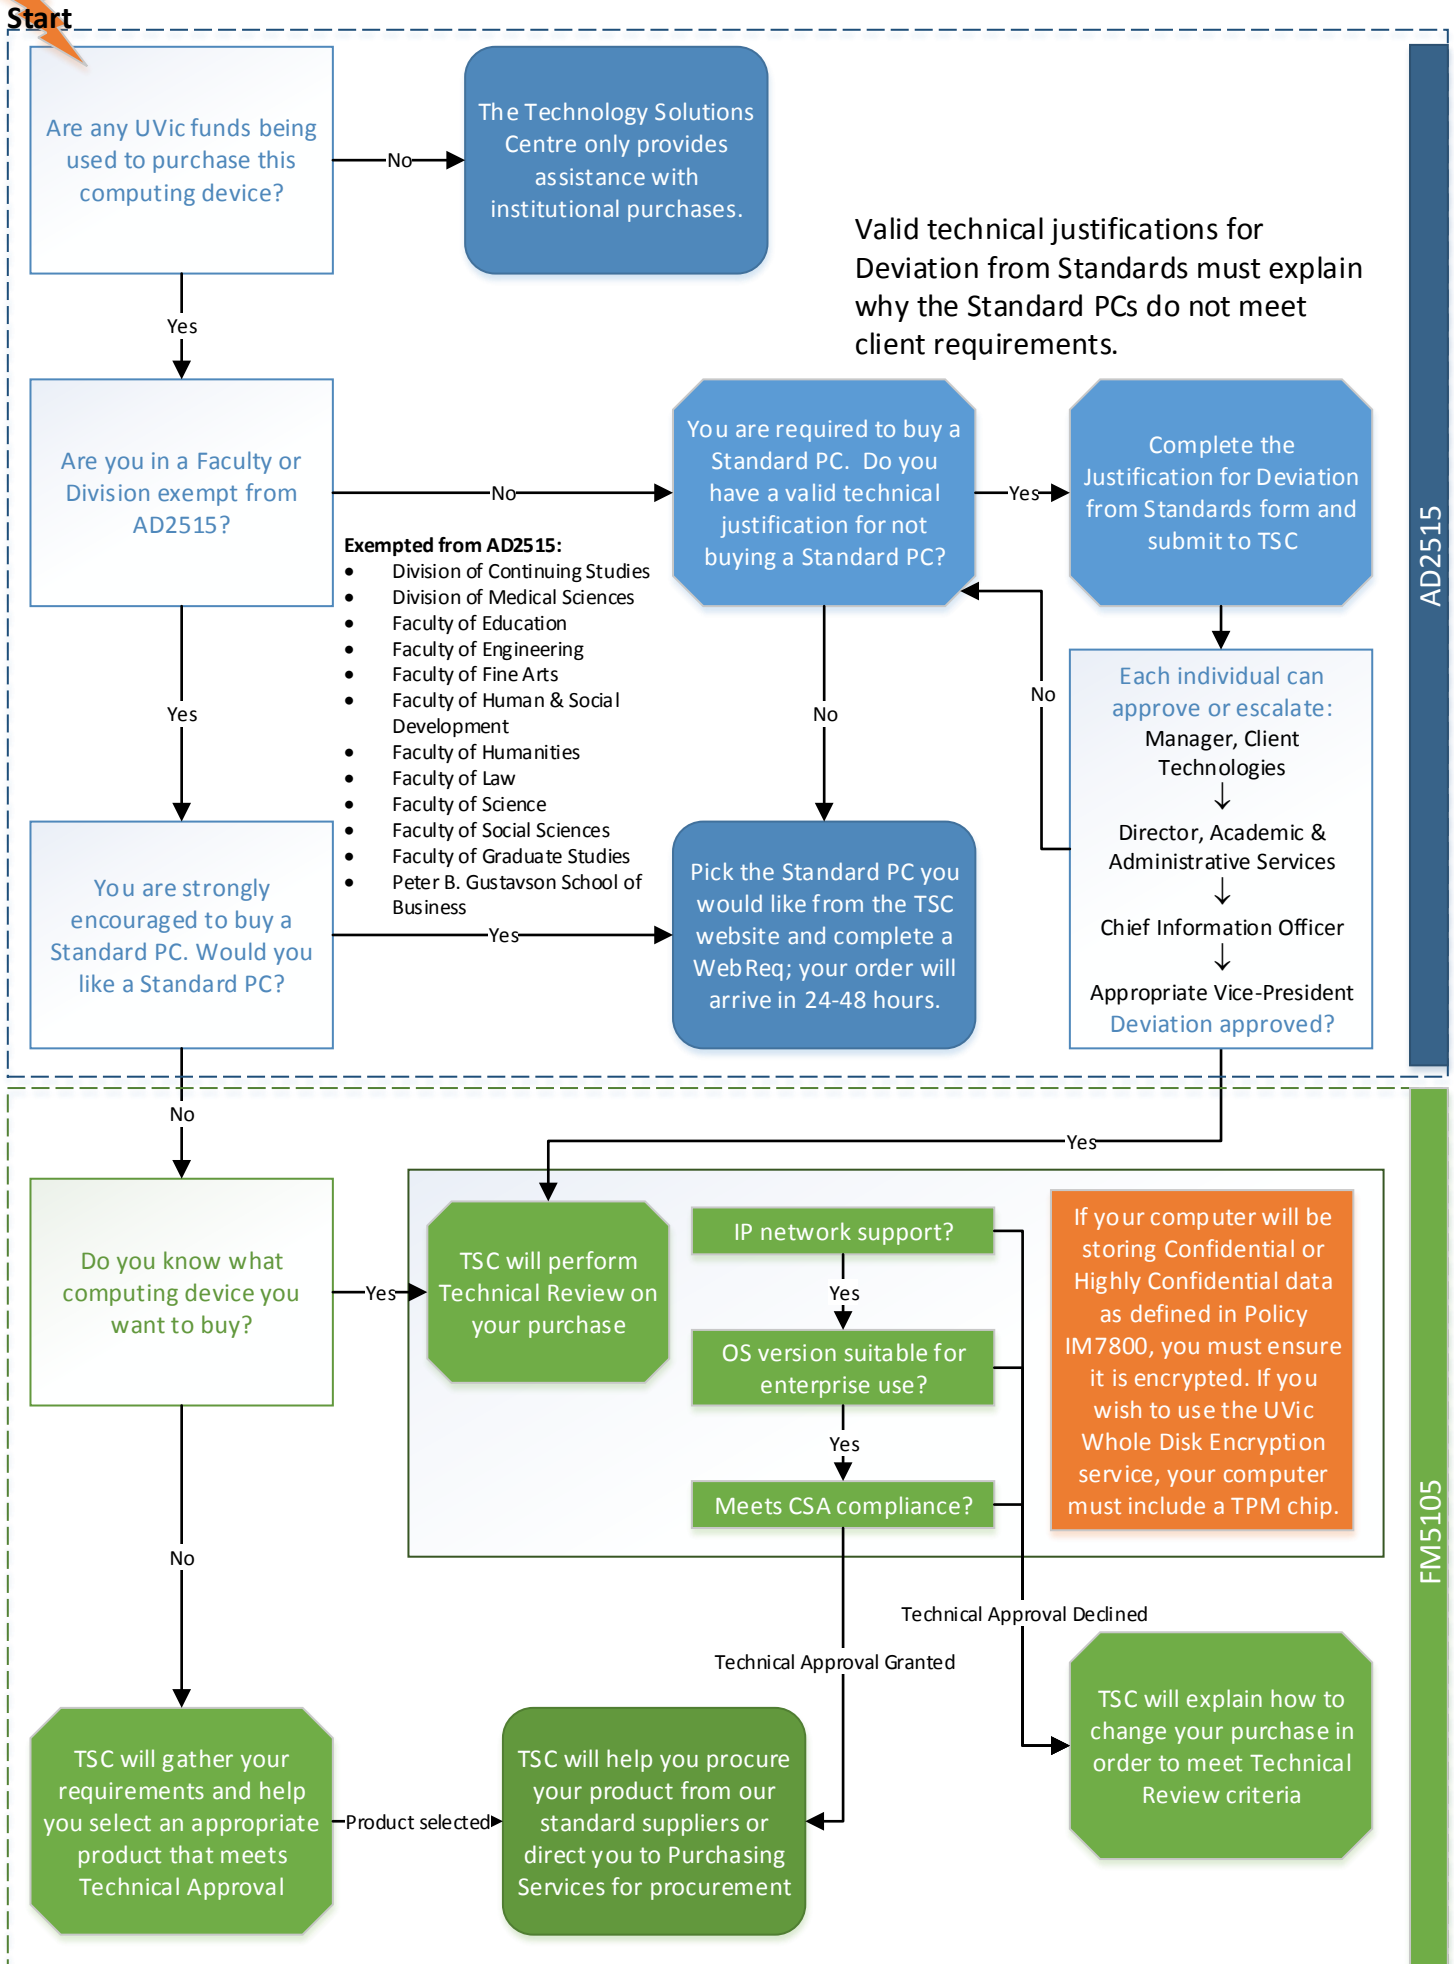 Start
Are any UVic funds being
used to purchase this
computing device?
No
The Technology Solutions
Centre only provides
assistance with
institutional purchases.
Valid technical justifications for
Deviation from Standards must explain
why the Standard PCs do not meet
client requirements.
Yes
Are you in a Faculty or
Division exempt from
AD2515?
No
You are required to buy a
Standard PC. Do you
have a valid technical
justification for not
buying a Standard PC?
Yes
Complete the
Justification for Deviation
from Standards form and
submit to TSC
AD2515
Exempted from AD2515:
• Division of Continuing Studies
• Division of Medical Sciences
• Faculty of Education
• Faculty of Engineering
• Faculty of Fine Arts
• Faculty of Human & Social
Development
• Faculty of Humanities
• Faculty of Law
• Faculty of Science
• Faculty of Social Sciences
• Faculty of Graduate Studies
• Peter B. Gustavson School of
Business
Yes
No
No
Each individual can
approve or escalate:
Manager, Client
Technologies
↓
Director, Academic &
Administrative Services
↓
Chief Information Officer
↓
Appropriate Vice-President
Deviation approved?
You are strongly
encouraged to buy a
Standard PC. Would you
like a Standard PC?
Yes
Pick the Standard PC you
would like from the TSC
website and complete a
WebReq; your order will
arrive in 24-48 hours.
No
Yes
Do you know what
computing device you
want to buy?
Yes
TSC will perform
Technical Review on
your purchase
IP network support?
Yes
OS version suitable for
enterprise use?
Yes
Meets CSA compliance?
If your computer will be
storing Confidential or
Highly Confidential data
as defined in Policy
IM7800, you must ensure
it is encrypted. If you
wish to use the UVic
Whole Disk Encryption
service, your computer
must include a TPM chip.
FM5105
No
Technical Approval Declined
Technical Approval Granted
TSC will explain how to
change your purchase in
order to meet Technical
Review criteria
TSC will gather your
requirements and help
you select an appropriate
product that meets
Technical Approval
Product selected
TSC will help you procure
your product from our
standard suppliers or
direct you to Purchasing
Services for procurement